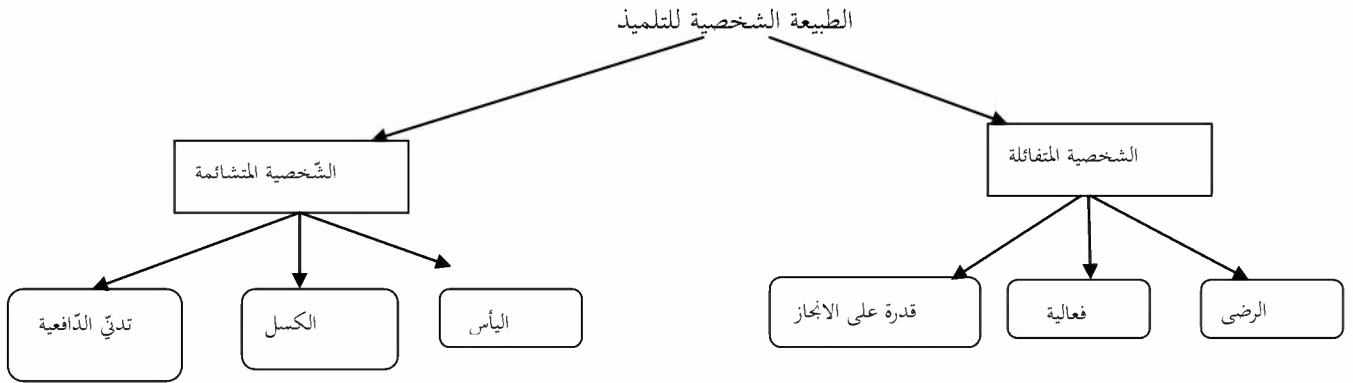 الطبيعة الشخصية للتلميذ
الشخصية المتفائلة
الشّخصية المتشائمة
الرضى
فعالية
قدرة على الانجاز
اليأس
الكسل
تدنّي الدّافعية